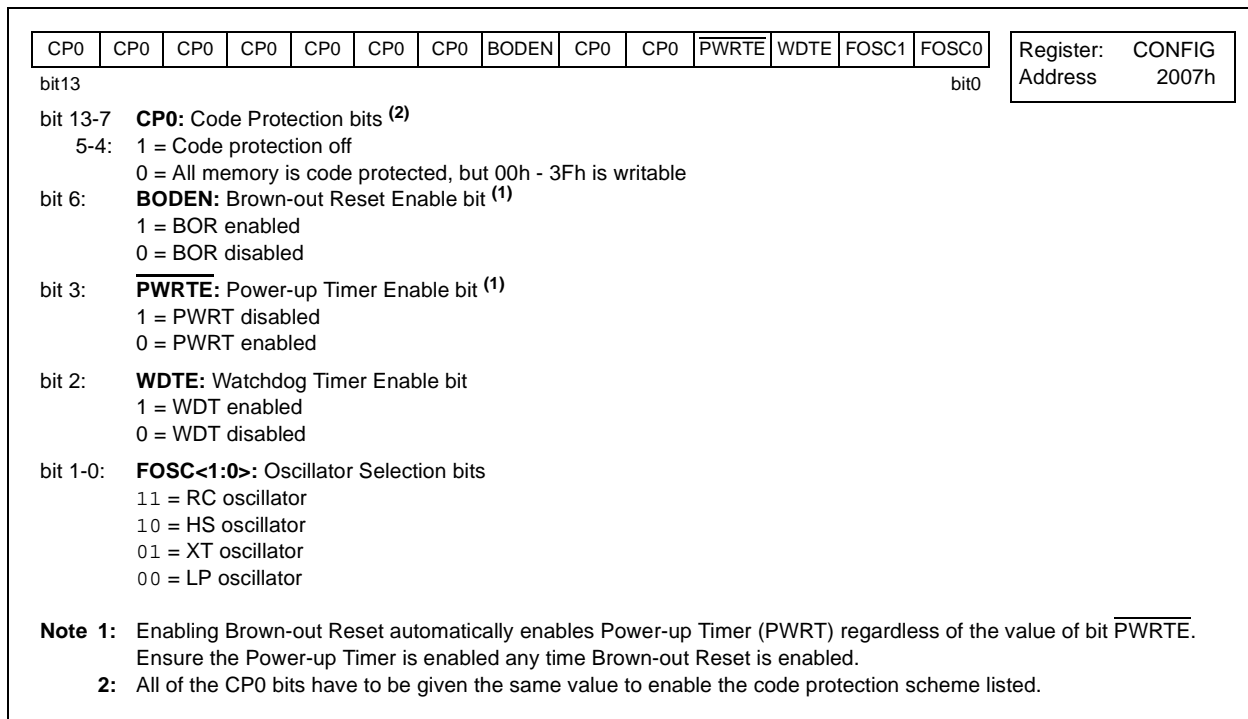 CP0 CP0 CP0 CP0 CP0 CP0 CP0 BODEN CP0 CP0 PWRTE WDTE FOSC1 FOSC0
Register: CONFIG
Address 2007h
bit13 bit0
bit 13-7 CP0: Code Protection bits (2)
5-4: 1 = Code protection off
0 = All memory is code protected, but 00h - 3Fh is writable
bit 6: BODEN: Brown-out Reset Enable bit (1)
1 = BOR enabled
0 = BOR disabled
bit 3: PWRTE: Power-up Timer Enable bit (1)
1 = PWRT disabled
0 = PWRT enabled
bit 2: WDTE: Watchdog Timer Enable bit
1 = WDT enabled
0 = WDT disabled
bit 1-0: FOSC<1:0>: Oscillator Selection bits
11 = RC oscillator
10 = HS oscillator
01 = XT oscillator
00 = LP oscillator
Note 1: Enabling Brown-out Reset automatically enables Power-up Timer (PWRT) regardless of the value of bit PWRTE.
Ensure the Power-up Timer is enabled any time Brown-out Reset is enabled.
2: All of the CP0 bits have to be given the same value to enable the code protection scheme listed.